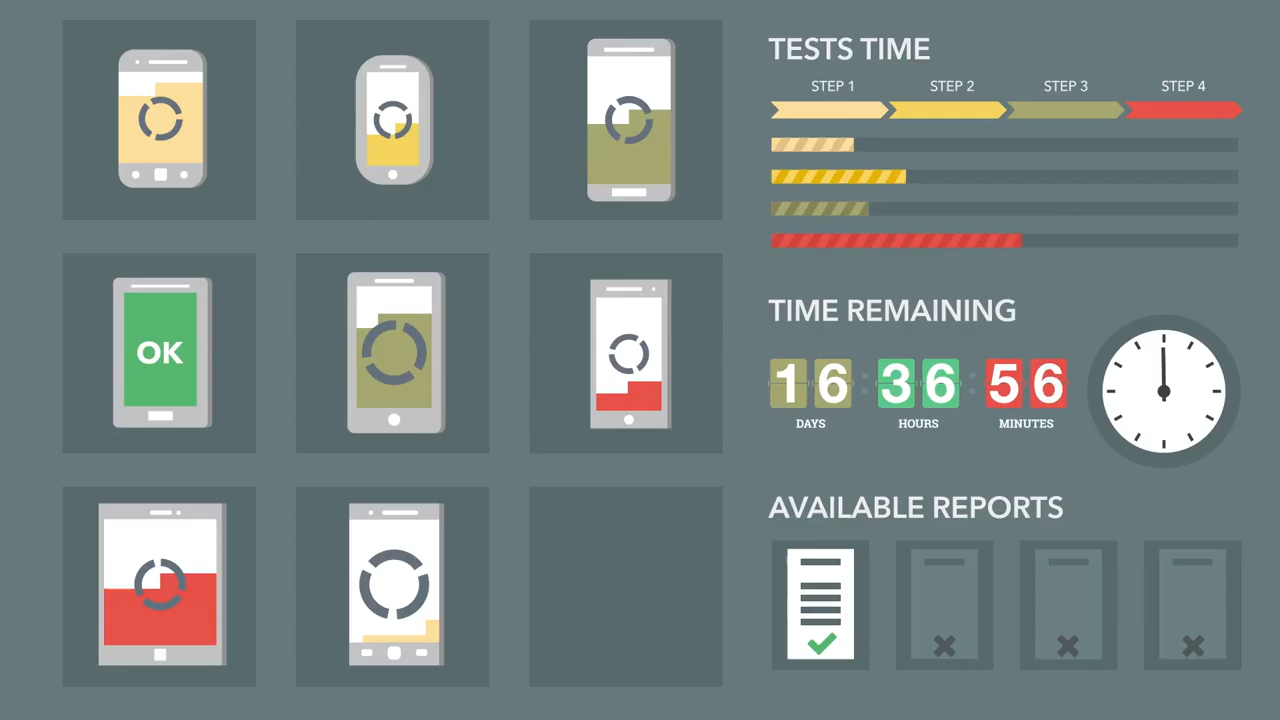 TESTS TIME
STEP 1 STEP 2 STEP 3 STEP 4
OK
TIME REMAINING
16 : 36 : 56
DAYS HOURS MINUTES
AVAILABLE REPORTS